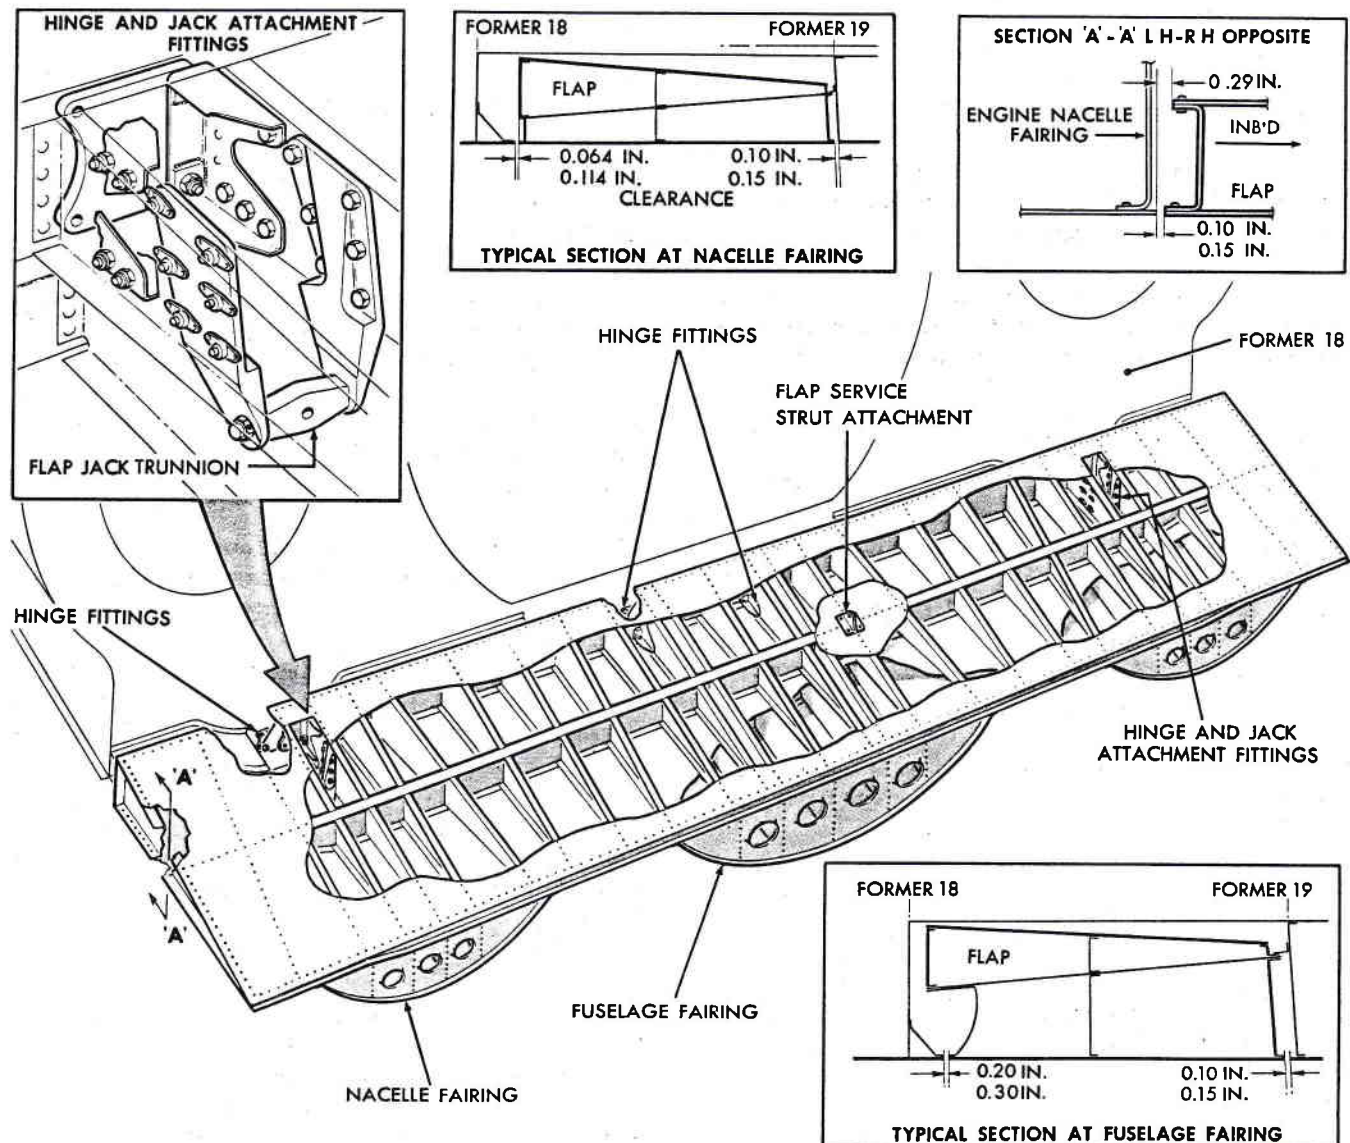 HINGE AND JACK ATTACHMENT
FITTINGS
FLAP JACK TRUNNION
FORMER 18
FORMER 19
FLAP
0.064 IN.
0.114 IN.
0.10 IN.
0.15 IN.
CLEARANCE
TYPICAL SECTION AT NACELLE FAIRING
SECTION 'A'-'A' L H-R H OPPOSITE
0.29 IN.
ENGINE NACELLE
FAIRING
INB'D
FLAP
0.10 IN.
0.15 IN.
HINGE FITTINGS
FORMER 18
FLAP SERVICE
STRUT ATTACHMENT
HINGE FITTINGS
'A'
'A'
HINGE AND JACK
ATTACHMENT FITTINGS
FUSELAGE FAIRING
NACELLE FAIRING
FORMER 18
FORMER 19
FLAP
0.20 IN.
0.30 IN.
0.10 IN.
0.15 IN.
TYPICAL SECTION AT FUSELAGE FAIRING